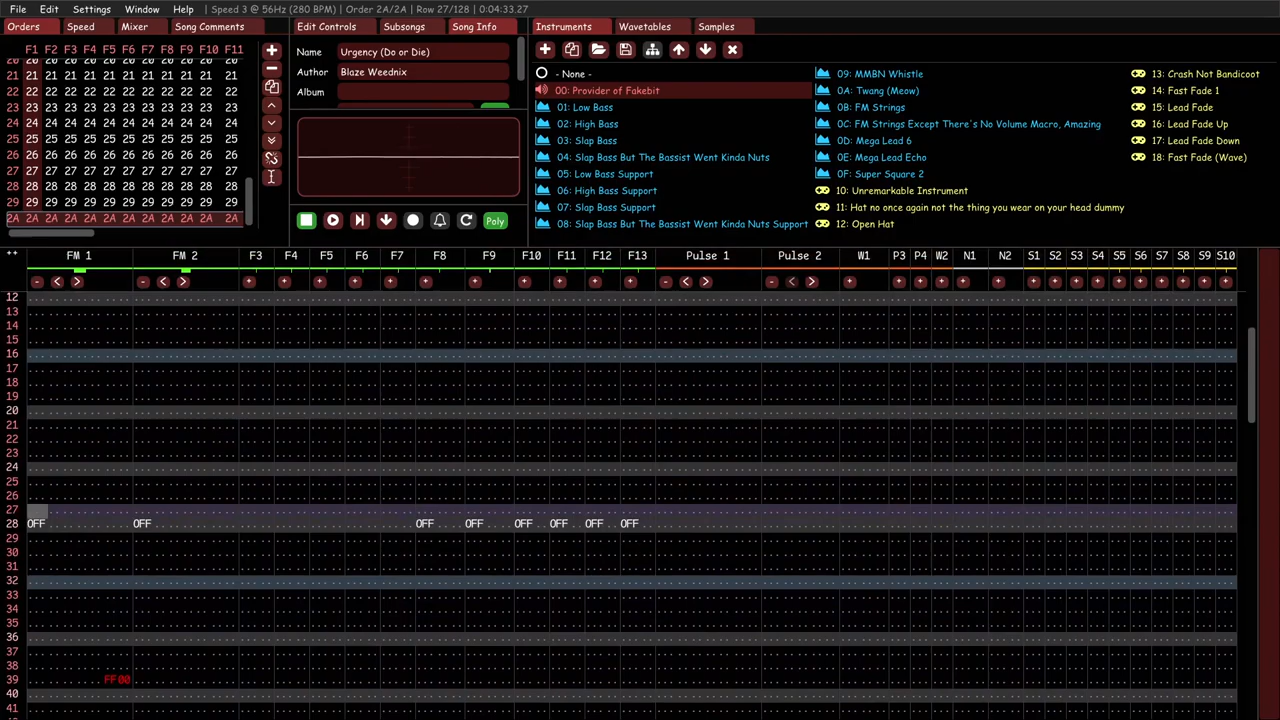 File Edit Settings Window Help | Speed 3 @ 56Hz (280 BPM) | Order 2A/2A | Row 27/128 | 0:04:33.27
Orders Speed Mixer Song Comments
Edit Controls Subsongs Song Info
Instruments Wavetables Samples
F1 F2 F3 F4 F5 F6 F7 F8 F9 F10 F11
20 20 20 20 20 20 20 20 20 20 20
21 21 21 21 21 21 21 21 21 21 21
22 22 22 22 22 22 22 22 22 22 22
23 23 23 23 23 23 23 23 23 23 23
24 24 24 24 24 24 24 24 24 24 24
25 25 25 25 25 25 25 25 25 25 25
26 26 26 26 26 26 26 26 26 26 26
27 27 27 27 27 27 27 27 27 27 27
28 28 28 28 28 28 28 28 28 28 28
29 29 29 29 29 29 29 29 29 29 29
2A 2A 2A 2A 2A 2A 2A 2A 2A 2A 2A
Name Urgency (Do or Die)
Author Blaze Weednix
Album
Poly
- None -
00: Provider of Fakebit
01: Low Bass
02: High Bass
03: Slap Bass
04: Slap Bass But The Bassist Went Kinda Nuts
05: Low Bass Support
06: High Bass Support
07: Slap Bass Support
08: Slap Bass But The Bassist Went Kinda Nuts Support
09: MMBN Whistle
0A: Twang (Meow)
0B: FM Strings
0C: FM Strings Except There's No Volume Macro, Amazing
0D: Mega Lead 6
0E: Mega Lead Echo
0F: Super Square 2
10: Unremarkable Instrument
11: Hat no once again not the thing you wear on your head dummy
12: Open Hat
13: Crash Not Bandicoot
14: Fast Fade 1
15: Lead Fade
16: Lead Fade Up
17: Lead Fade Down
18: Fast Fade (Wave)
++ FM 1 FM 2 F3 F4 F5 F6 F7 F8 F9 F10 F11 F12 F13 Pulse 1 Pulse 2 W1 P3 P4 W2 N1 N2 S1 S2 S3 S4 S5 S6 S7 S8 S9 S10
12
13
14
15
16
17
18
19
20
21
22
23
24
25
26
27
28 OFF OFF OFF OFF OFF OFF OFF OFF
29
30
31
32
33
34
35
36
37
38
39 FF00
40
41